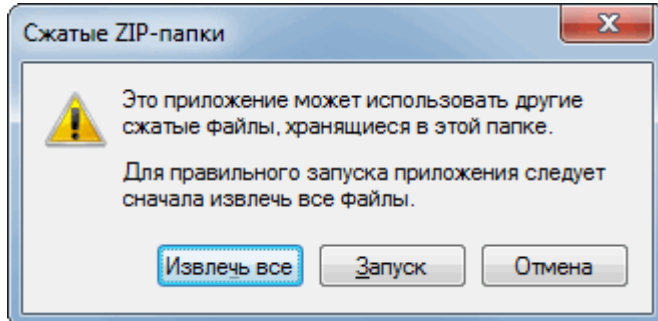 Сжатые ZIP-папки
Это приложение может использовать другие
сжатые файлы, хранящиеся в этой папке.
Для правильного запуска приложения следует
сначала извлечь все файлы.
Извлечь все Запуск Отмена